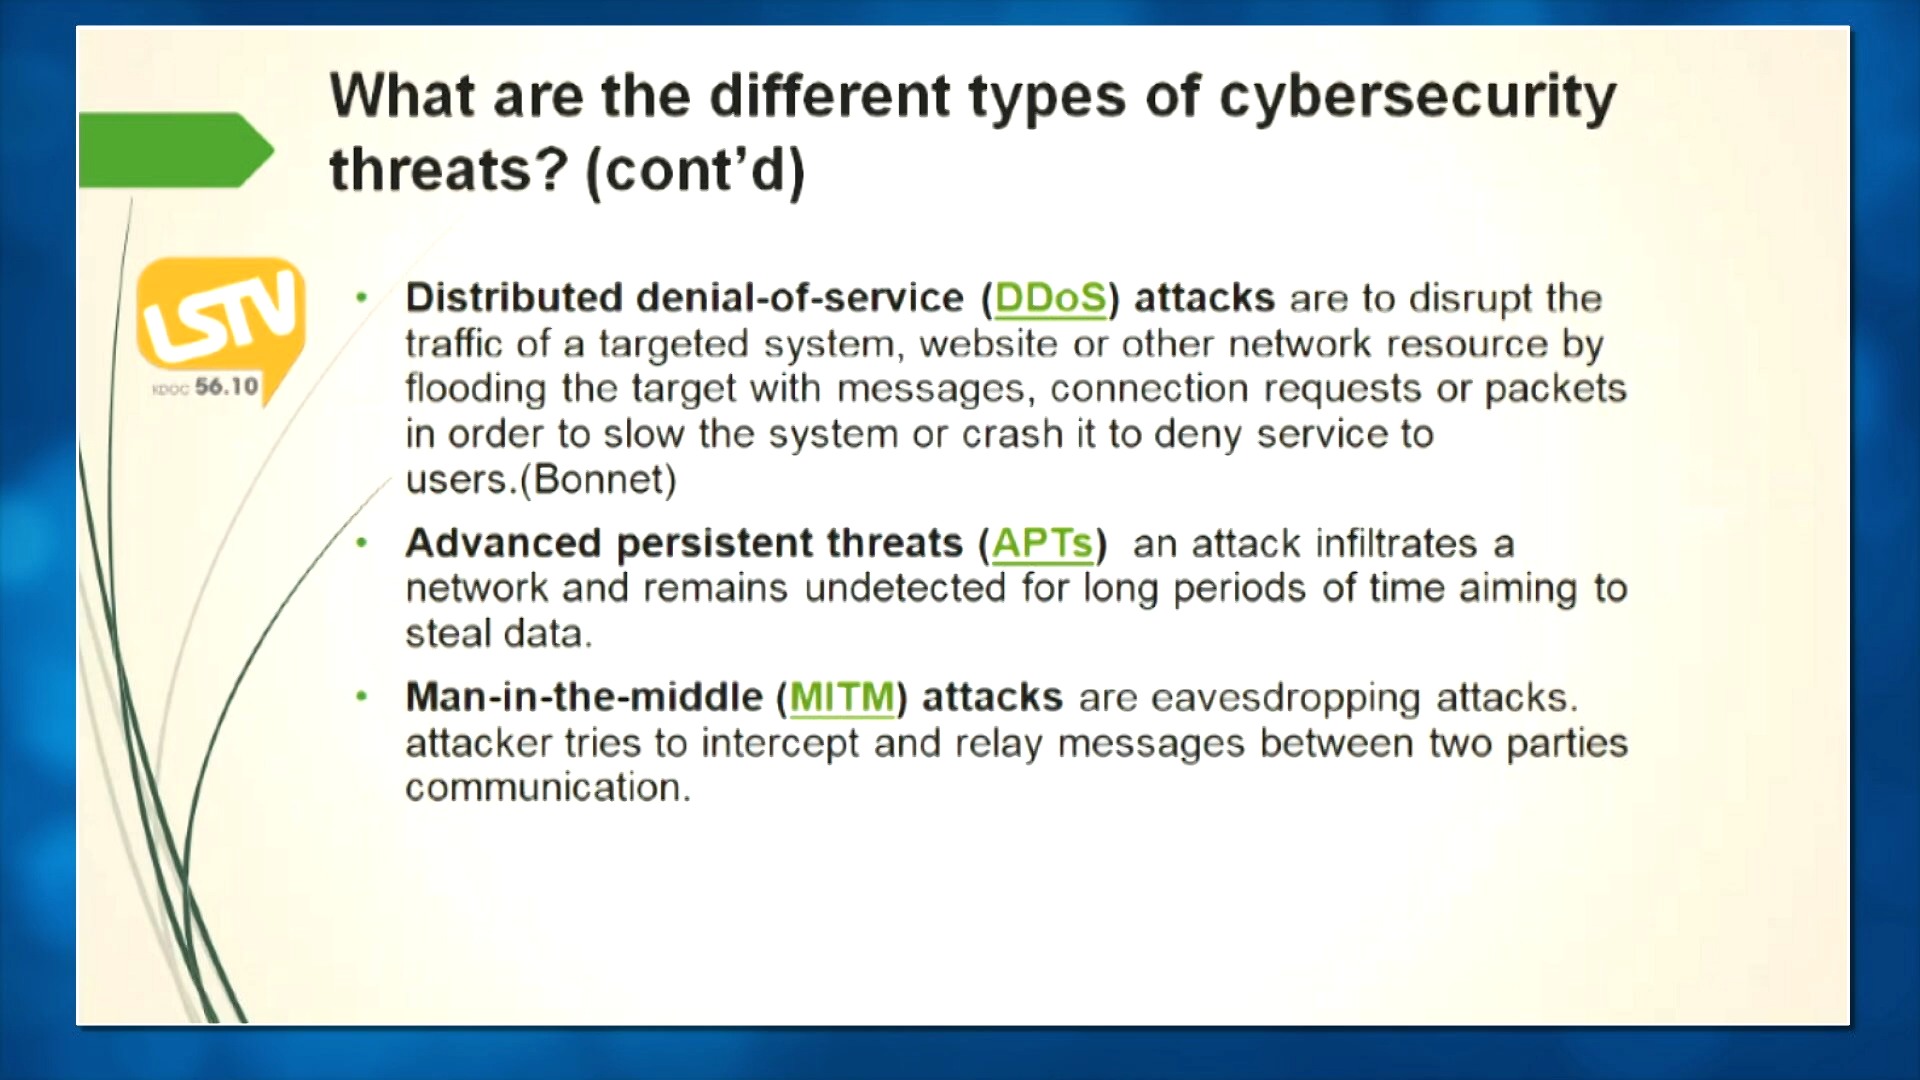 What are the different types of cybersecurity
threats? (cont’d)
LSTV
KDOC 56.10
• Distributed denial-of-service (DDoS) attacks are to disrupt the
traffic of a targeted system, website or other network resource by
flooding the target with messages, connection requests or packets
in order to slow the system or crash it to deny service to
users.(Bonnet)
• Advanced persistent threats (APTs) an attack infiltrates a
network and remains undetected for long periods of time aiming to
steal data.
• Man-in-the-middle (MITM) attacks are eavesdropping attacks.
attacker tries to intercept and relay messages between two parties
communication.